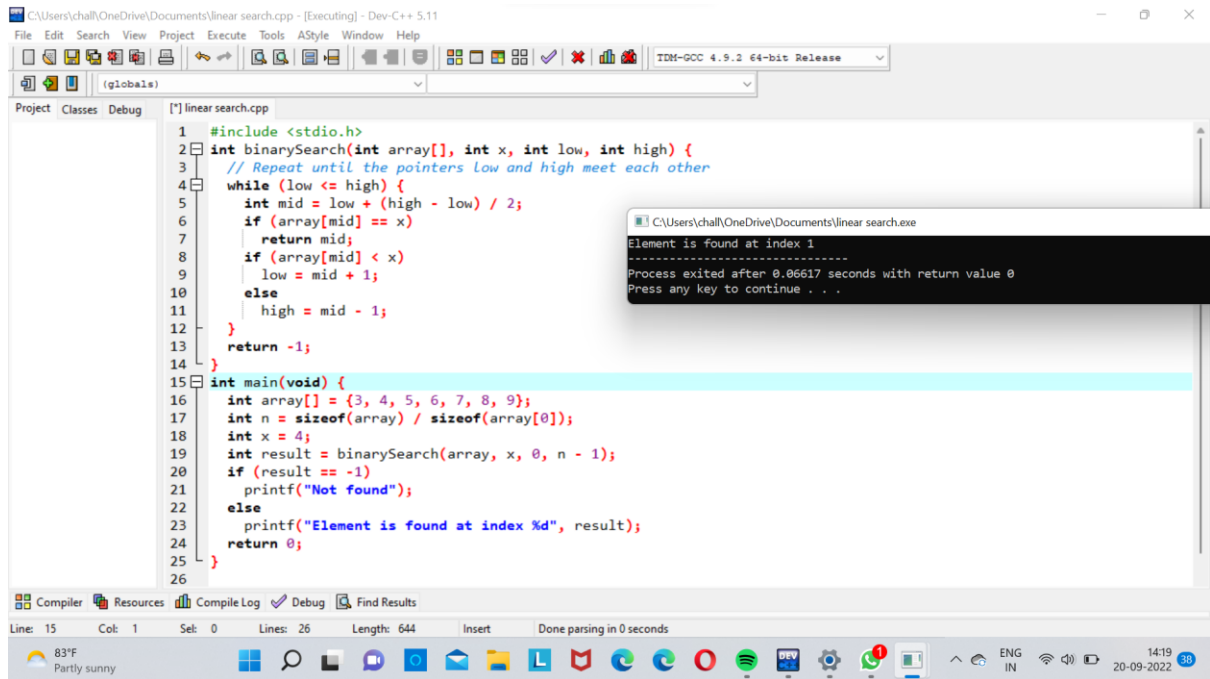 C:\Users\chall\OneDrive\Documents\linear search.cpp - [Executing] - Dev-C++ 5.11
File Edit Search View Project Execute Tools AStyle Window Help
TDM-GCC 4.9.2 64-bit Release
(globals)
Project Classes Debug [*] linear search.cpp
1 #include <stdio.h>
2 int binarySearch(int array[], int x, int low, int high) {
3 // Repeat until the pointers low and high meet each other
4 while (low <= high) {
5 int mid = low + (high - low) / 2;
6 if (array[mid] == x)
7 return mid;
8 if (array[mid] < x)
9 low = mid + 1;
10 else
11 high = mid - 1;
12 }
13 return -1;
14 }
15 int main(void) {
16 int array[] = {3, 4, 5, 6, 7, 8, 9};
17 int n = sizeof(array) / sizeof(array[0]);
18 int x = 4;
19 int result = binarySearch(array, x, 0, n - 1);
20 if (result == -1)
21 printf("Not found");
22 else
23 printf("Element is found at index %d", result);
24 return 0;
25 }
26
C:\Users\chall\OneDrive\Documents\linear search.exe
Element is found at index 1
--------------------------------
Process exited after 0.06617 seconds with return value 0
Press any key to continue . . .
Compiler Resources Compile Log Debug Find Results
Line: 15 Col: 1 Sel: 0 Lines: 26 Length: 644 Insert Done parsing in 0 seconds
83°F
Partly sunny
L
DEV
1
ENG
IN
14:19
20-09-2022
38